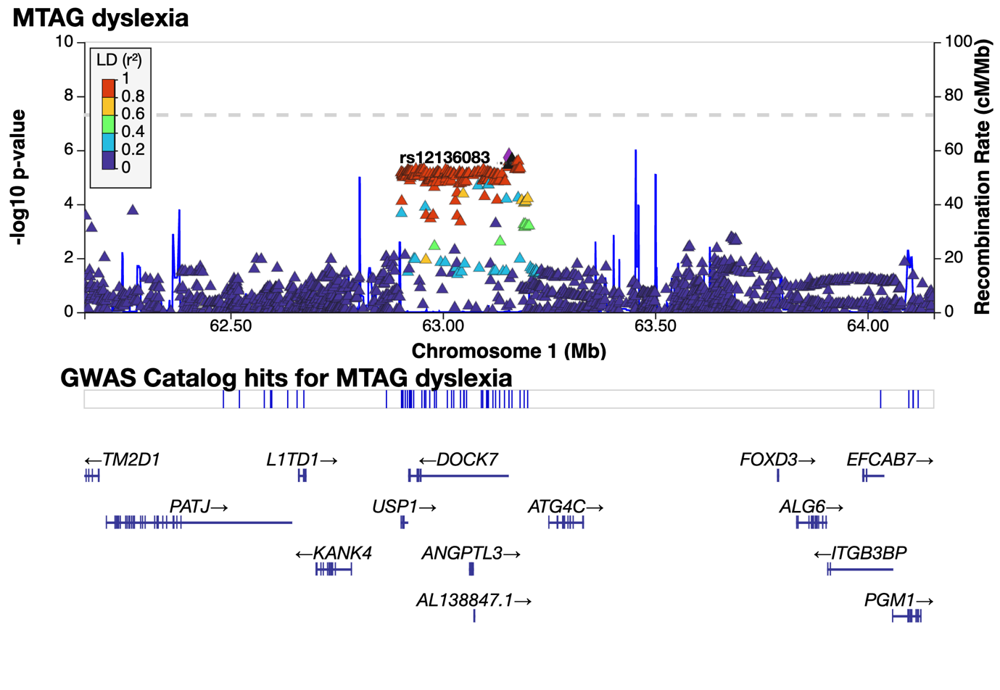 MTAG dyslexia
10
8
6
4
2
0
-log10 p-value
LD (r²)
1
0.8
0.6
0.4
0.2
0
rs12136083
100
80
60
40
20
0
Recombination Rate (cM/Mb)
62.50 63.00 63.50 64.00
Chromosome 1 (Mb)
GWAS Catalog hits for MTAG dyslexia
←TM2D1 L1TD1→ ←DOCK7 FOXD3→ EFCAB7→
PATJ→ USP1→ ATG4C→ ALG6→
←KANK4 ANGPTL3→ ←ITGB3BP
AL138847.1→ PGM1→